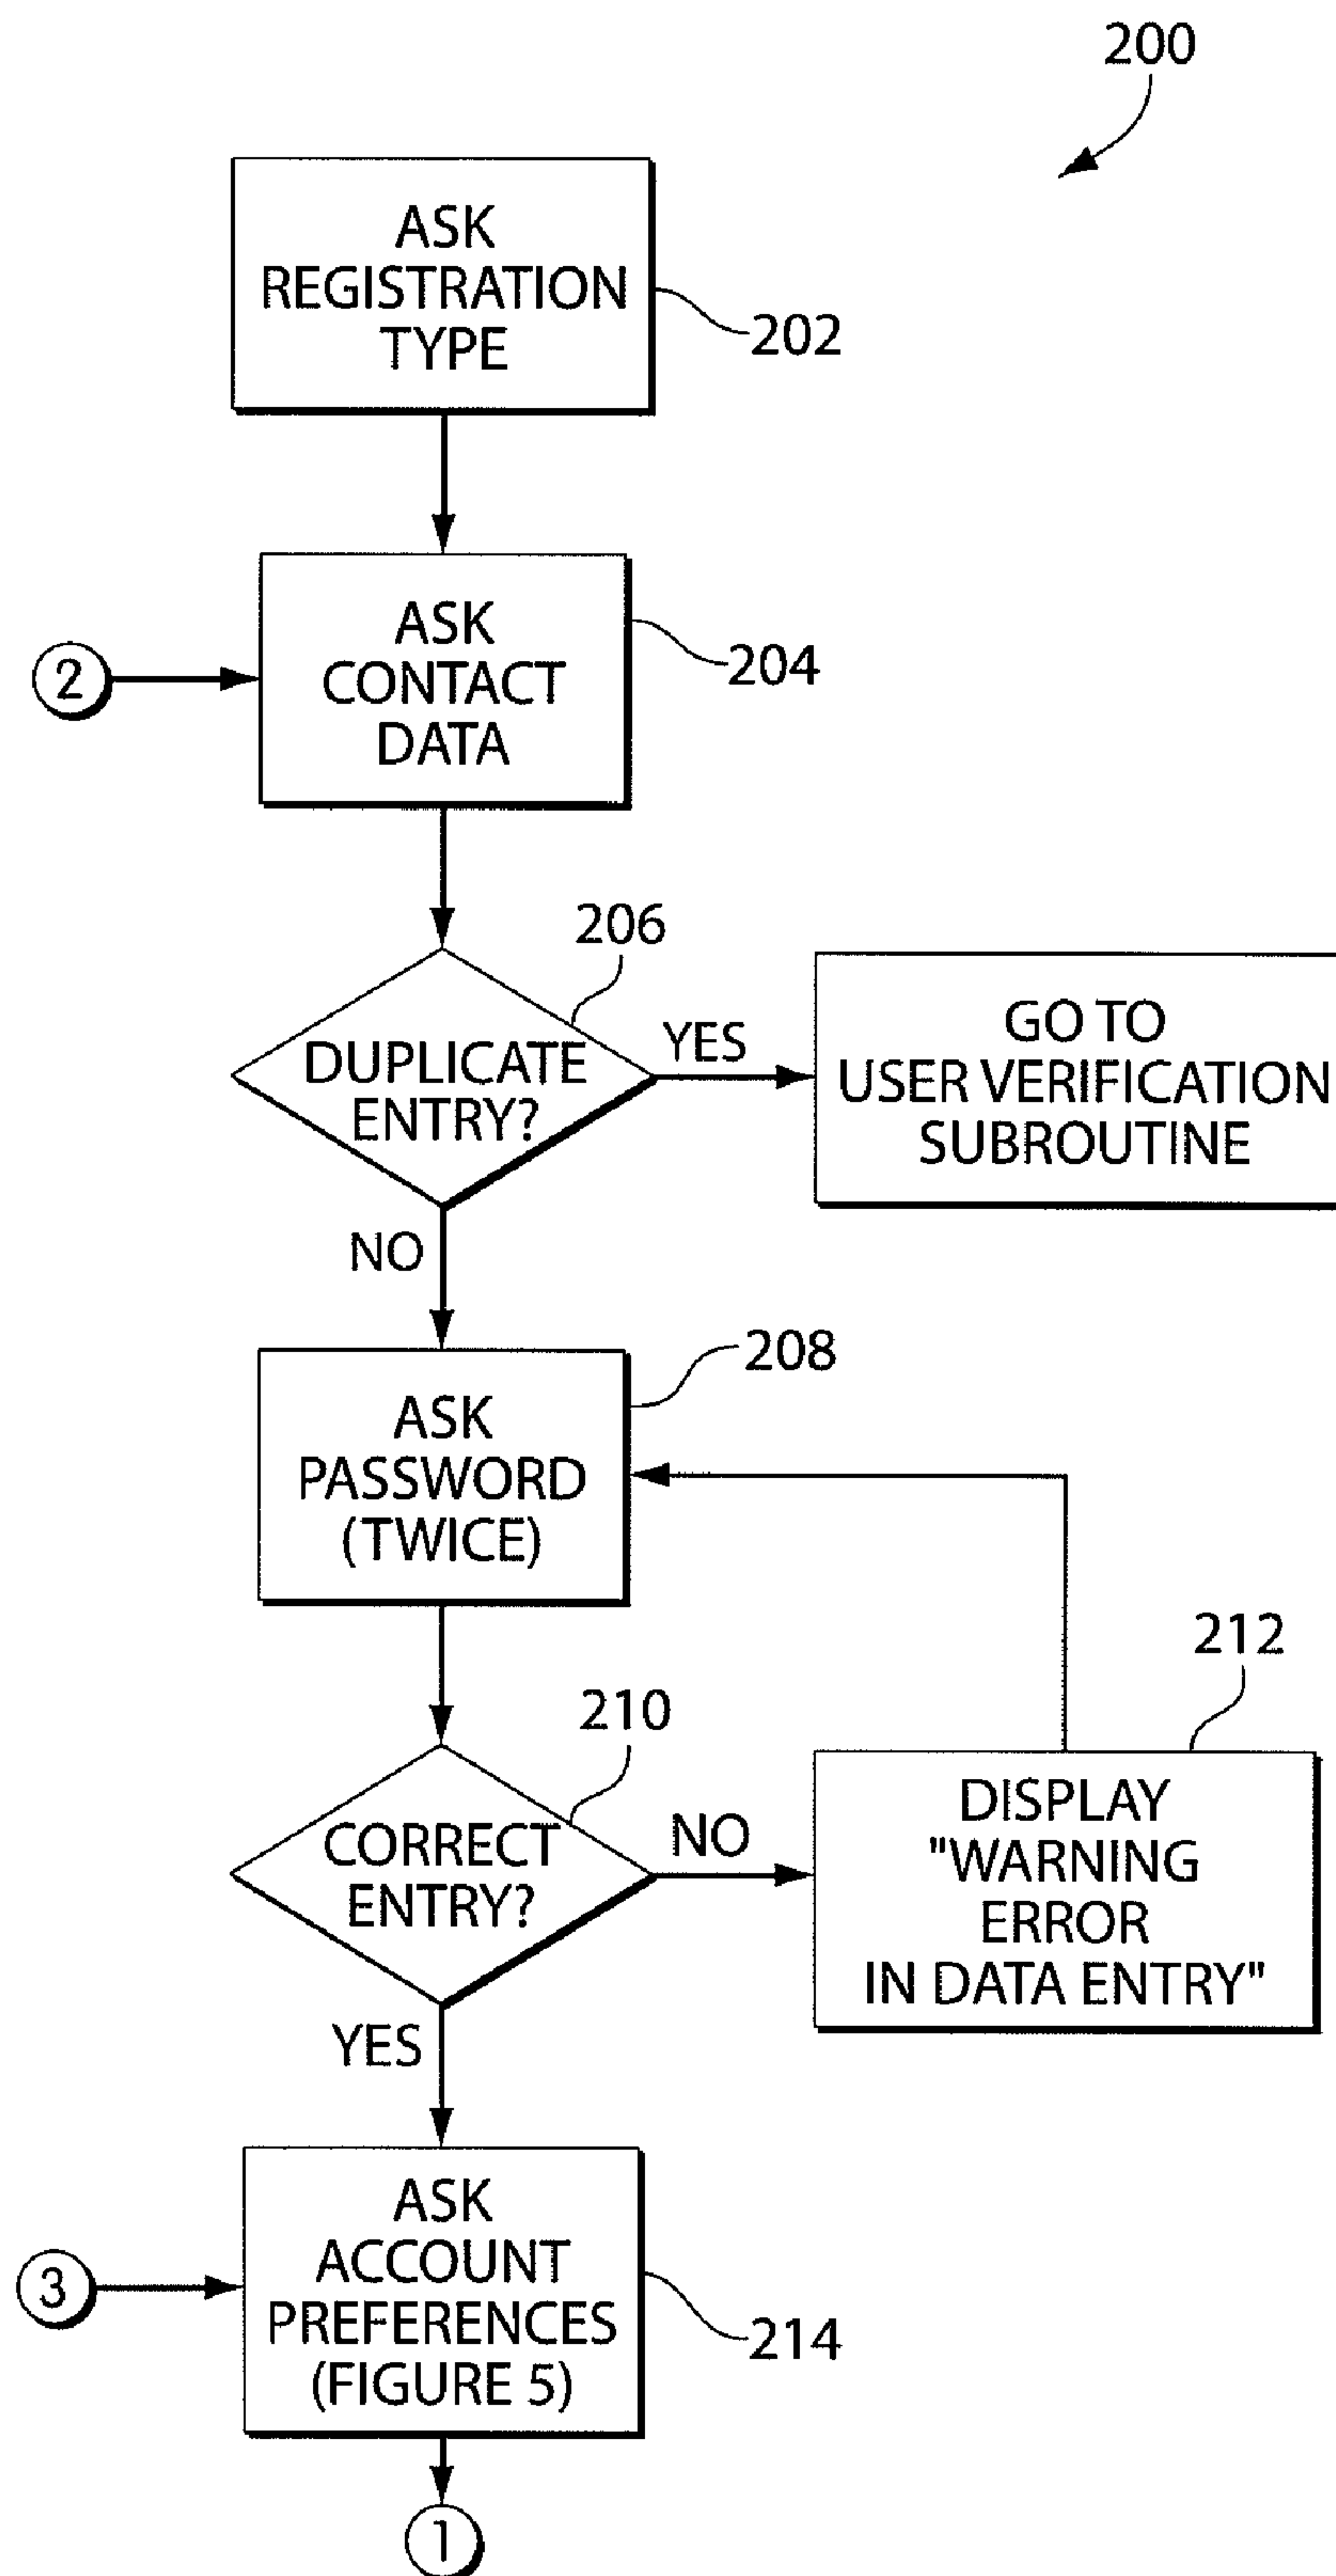 200
ASK
REGISTRATION
TYPE
202
ASK
CONTACT
DATA
204
2
206
DUPLICATE
ENTRY?
YES
GO TO
USER VERIFICATION
SUBROUTINE
NO
208
ASK
PASSWORD
(TWICE)
212
210
CORRECT
ENTRY?
NO
DISPLAY
"WARNING
ERROR
IN DATA ENTRY"
YES
ASK
ACCOUNT
PREFERENCES
(FIGURE 5)
3
214
1